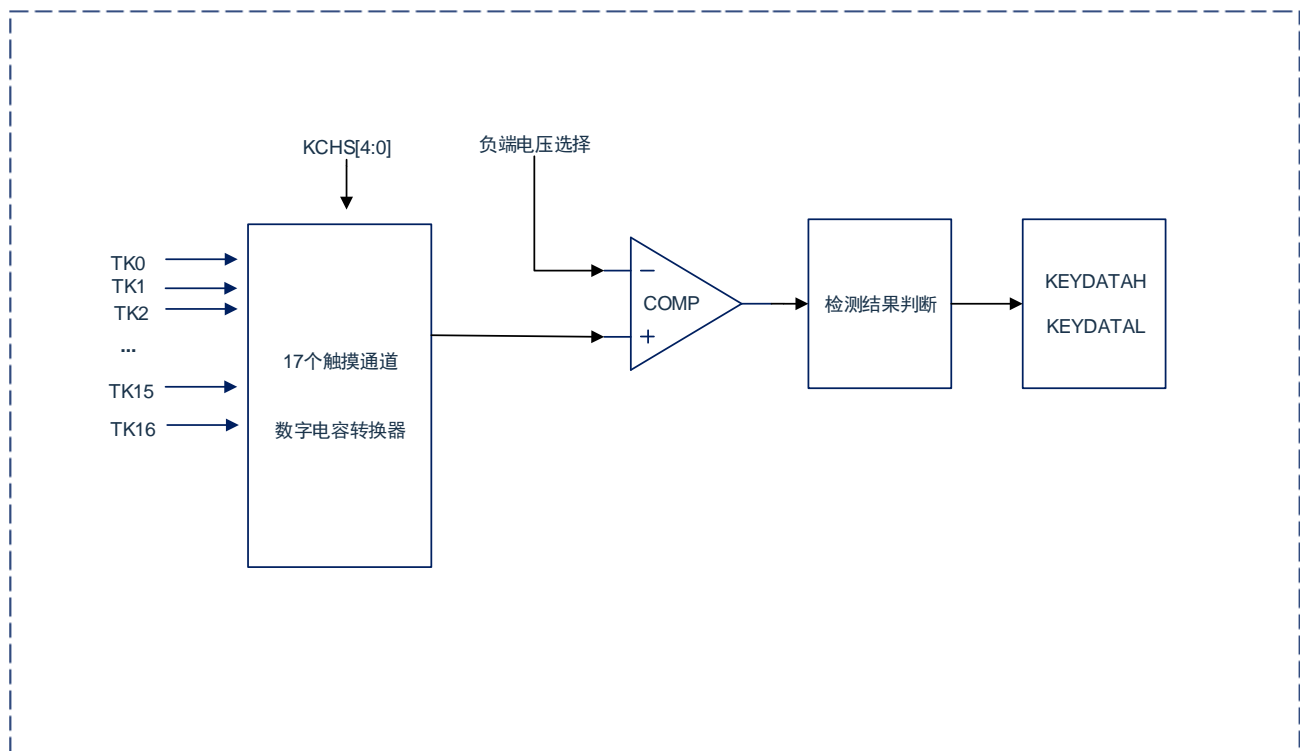 KCHS[4:0]
负端电压选择
TK0
TK1
TK2
...
TK15
TK16
17个触摸通道
数字电容转换器
−
COMP
+
检测结果判断
KEYDATAH
KEYDATAL